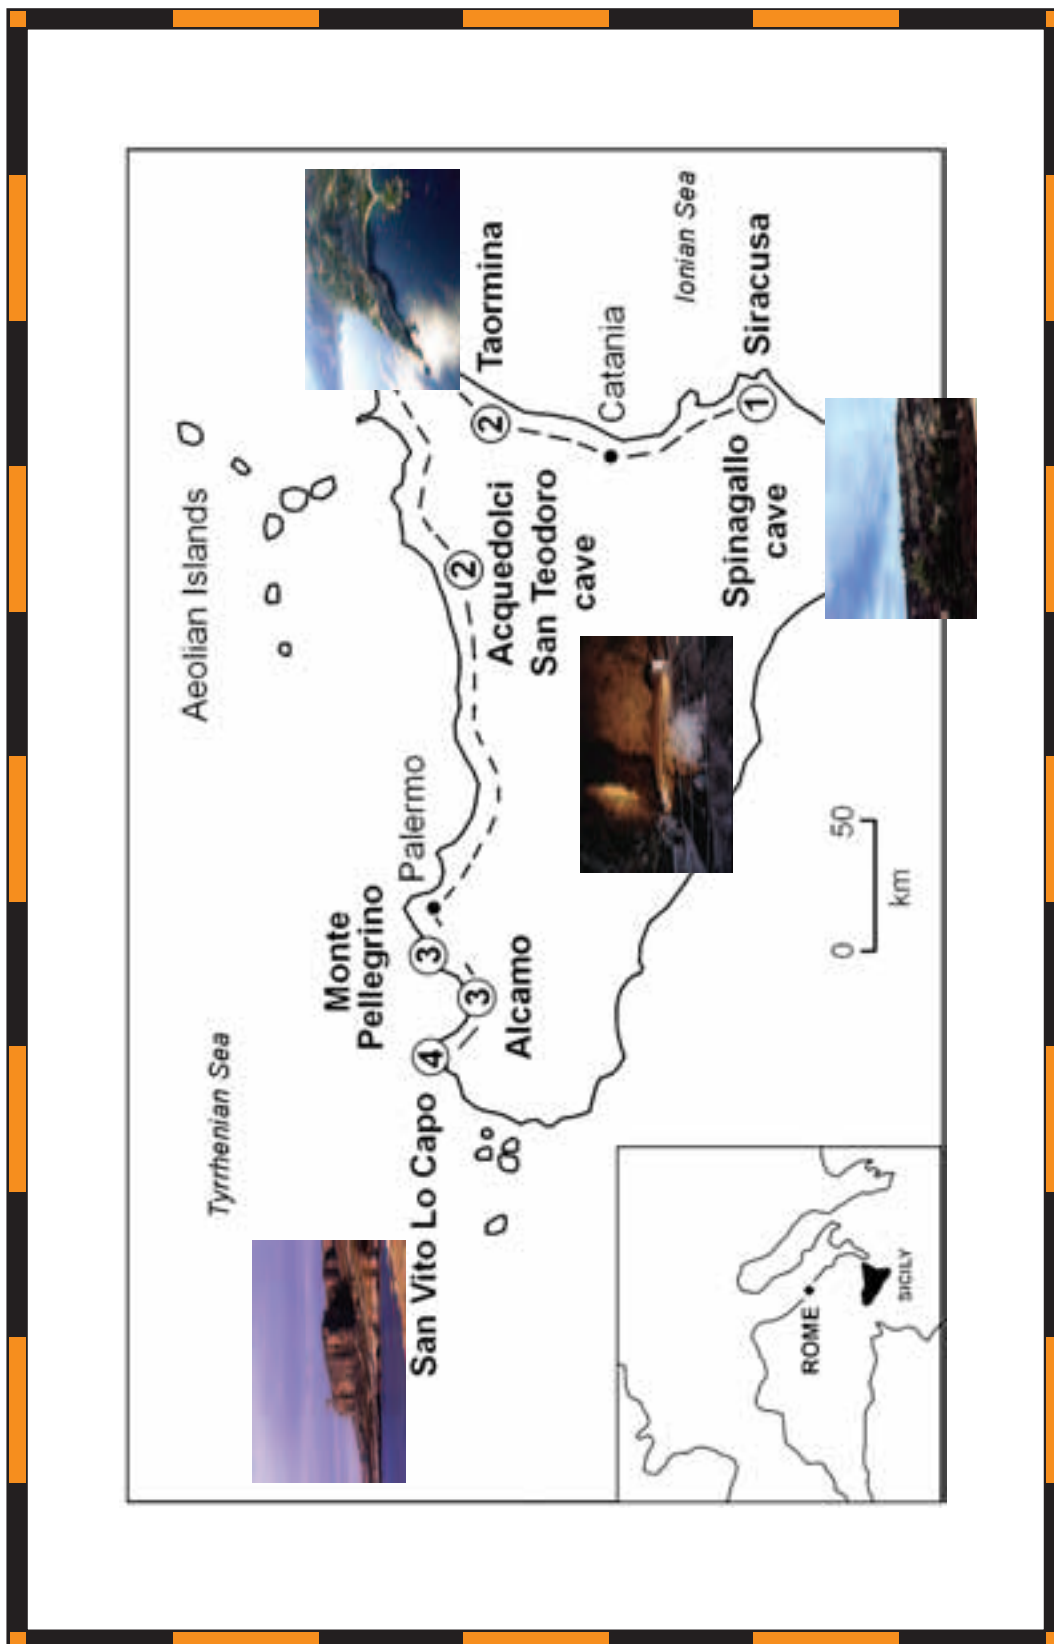 Tyrrhenian Sea
Aeolian Islands
San Vito Lo Capo
4
Monte
Pellegrino
3
Palermo
3
Alcamo
2
Acquedolci
San Teodoro
cave
2
Taormina
Catania
Ionian Sea
Spinagallo
cave
1
Siracusa
0
50
km
ROME
SICILY